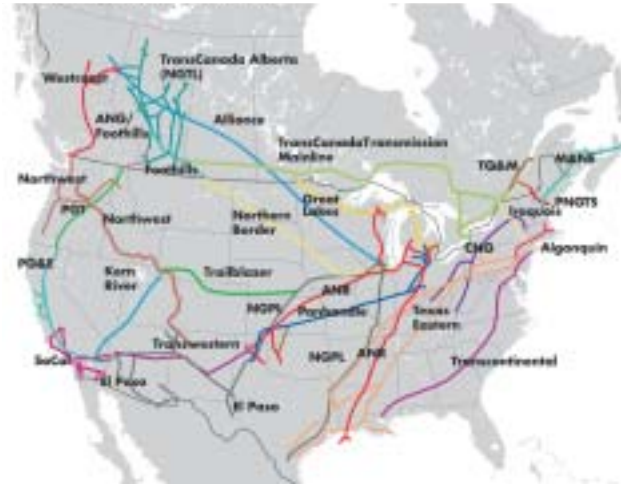 TransCanada Alberta
(NGTL)
Westcoast
ANG/
Foothills
Alliance
TransCanada Transmission
Mainline
Foothills
TQ&M
M&NE
PNGTS
Northwest
PGT
Northwest
Great
Lakes
Iroquois
Northern
Border
CNG
Algonquin
PG&E
Kern
River
Trailblazer
ANR
NGPL
Panhandle
Texas
Eastern
Transwestern
NGPL
ANR
Transcontinental
SoCal
El Paso
El Paso